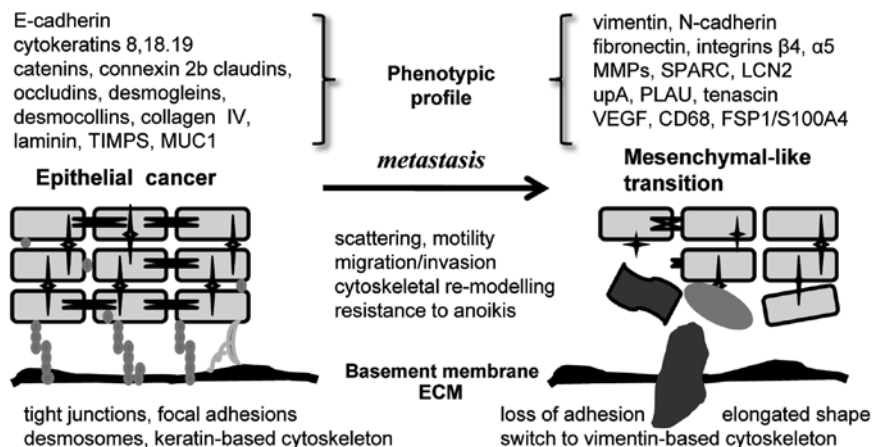 E-cadherin
cytokeratins 8,18.19
catenins, connexin 2b claudins,
occludins, desmogleins,
desmocollins, collagen IV,
laminin, TIMPS, MUC1
Phenotypic
profile
vimentin, N-cadherin
fibronectin, integrins β4, α5
MMPs, SPARC, LCN2
upA, PLAU, tenascin
VEGF, CD68, FSP1/S100A4
Epithelial cancer
metastasis
Mesenchymal-like
transition
scattering, motility
migration/invasion
cytoskeletal re-modelling
resistance to anoikis
Basement membrane
ECM
tight junctions, focal adhesions
desmosomes, keratin-based cytoskeleton
loss of adhesion elongated shape
switch to vimentin-based cytoskeleton